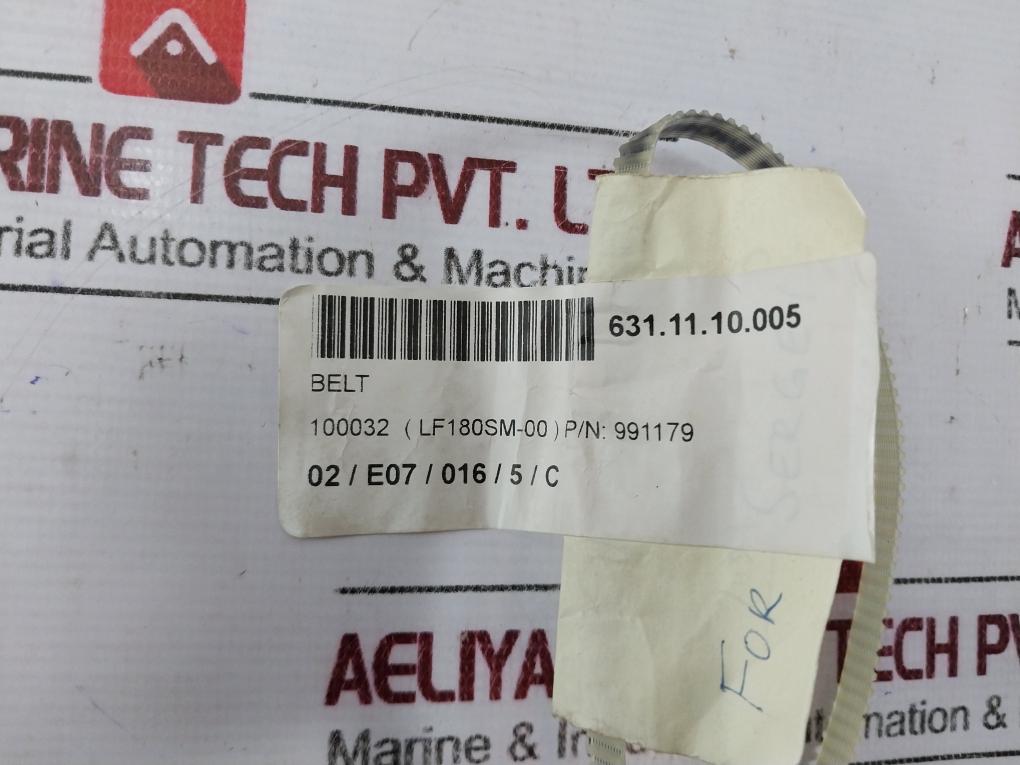 RINE TECH PVT. LT
rial Automation & Machin
631.11.10.005
BELT
100032 ( LF180SM-00 ) P/N: 991179
02 / E07 / 016 / 5 / C
FOR
AELIYA
TECH PV
Marine & In
mation &